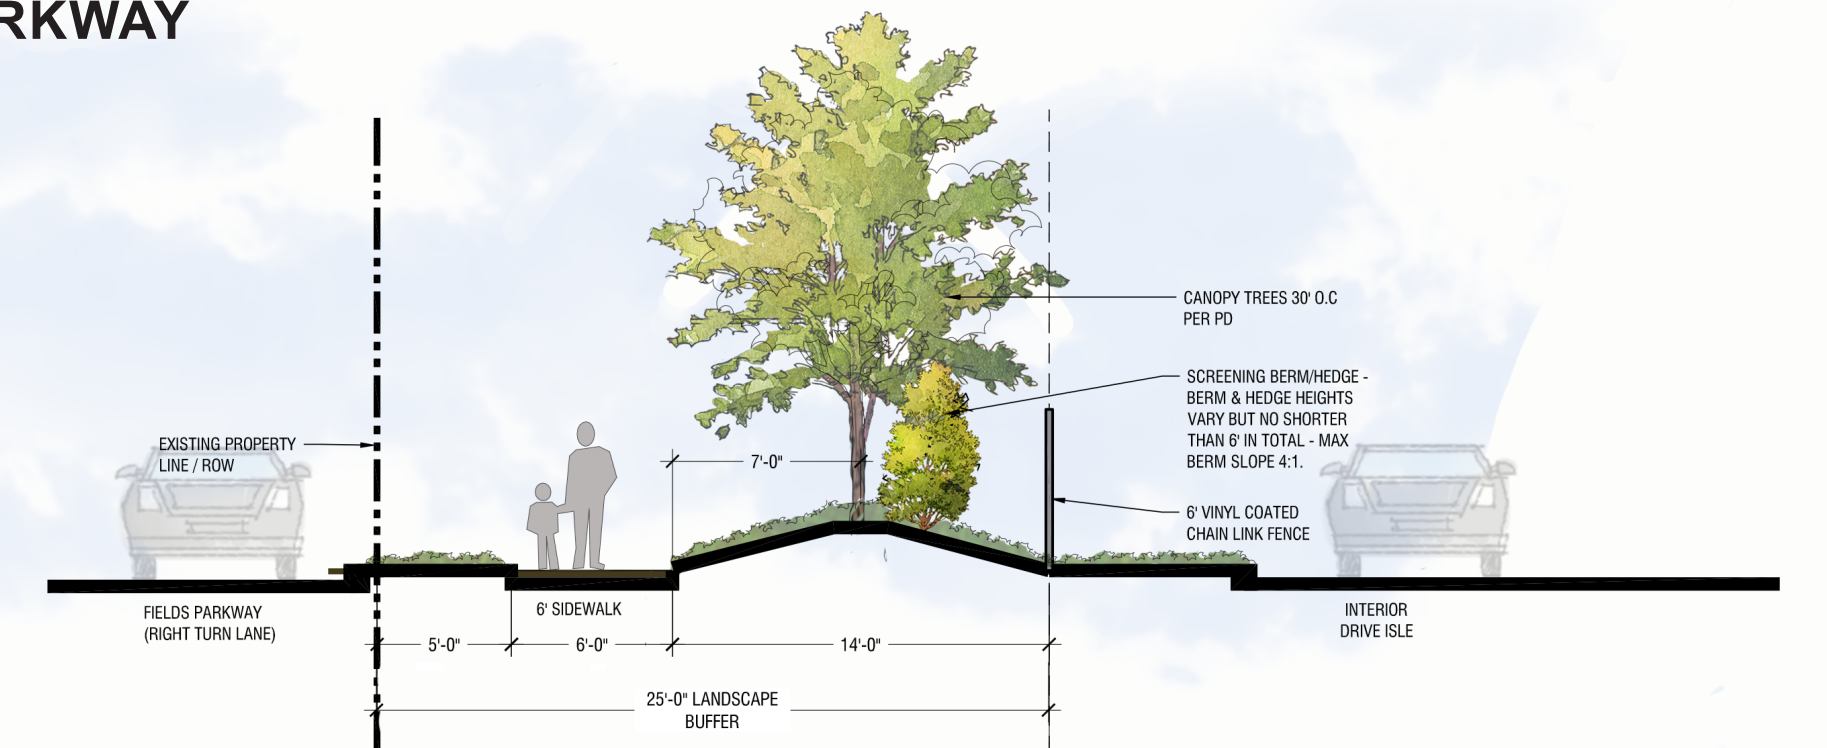 RKWAY
CANOPY TREES 30' O.C
PER PD
SCREENING BERM/HEDGE -
BERM & HEDGE HEIGHTS
VARY BUT NO SHORTER
THAN 6' IN TOTAL - MAX
BERM SLOPE 4:1.
EXISTING PROPERTY
LINE / ROW
7'-0"
6' VINYL COATED
CHAIN LINK FENCE
FIELDS PARKWAY
(RIGHT TURN LANE)
6' SIDEWALK
INTERIOR
DRIVE ISLE
5'-0"
6'-0"
14'-0"
25'-0" LANDSCAPE
BUFFER